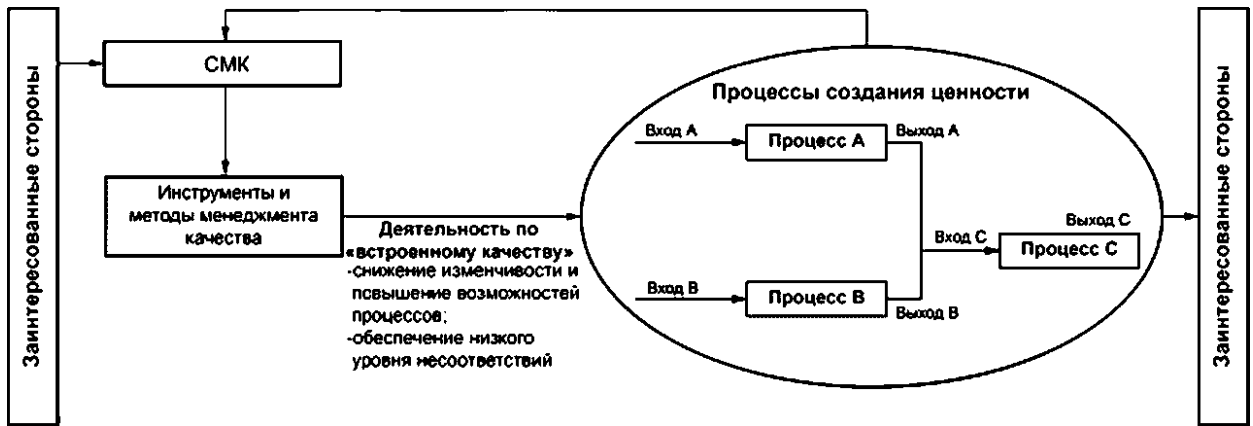 Заинтересованные стороны
СМК
Инструменты и
методы менеджмента
качества
Деятельность по
«встроенному качеству»
-снижение изменчивости и
повышение возможностей
процессов;
-обеспечение низкого
уровня несоответствий
Процессы создания ценности
Вход А
Процесс А
Выход А
Вход В
Процесс В
Выход В
Вход С
Выход С
Процесс С
Заинтересованные стороны